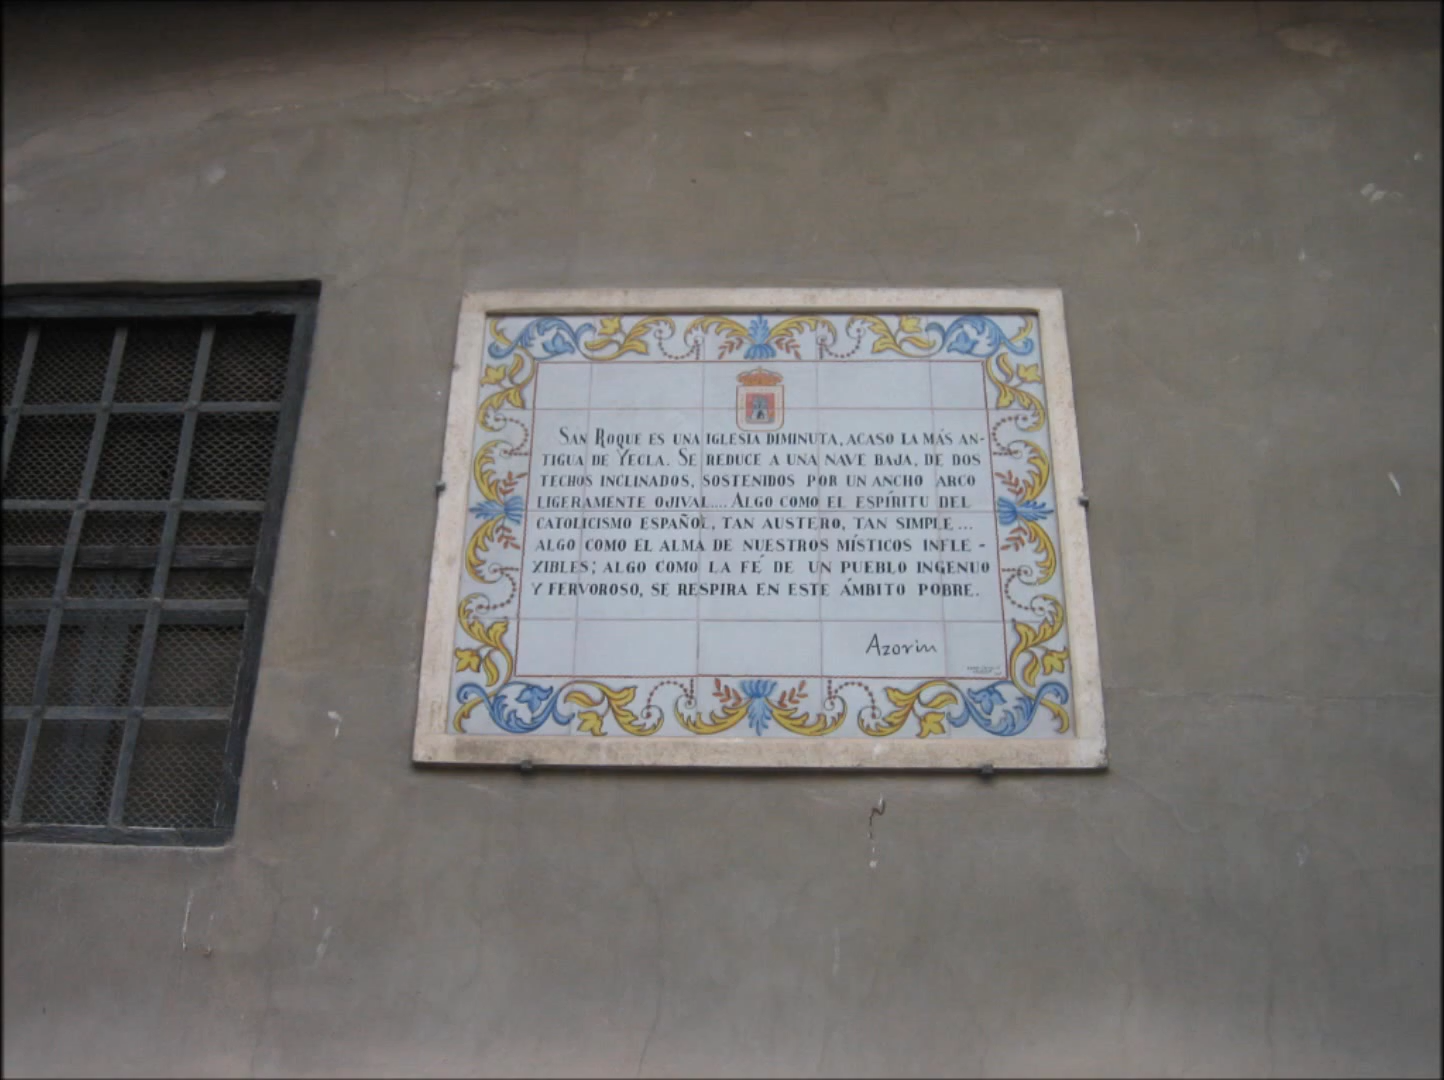 SAN ROQUE ES UNA IGLESIA DIMINUTA, ACASO LA MÁS AN-
TIGUA DE YECLA. SE REDUCE A UNA NAVE BAJA, DE DOS
TECHOS INCLINADOS, SOSTENIDOS POR UN ANCHO ARCO
LIGERAMENTE OJIVAL.... ALGO COMO EL ESPÍRITU DEL
CATOLICISMO ESPAÑOL, TAN AUSTERO, TAN SIMPLE...
ALGO COMO EL ALMA DE NUESTROS MÍSTICOS INFLE-
XIBLES; ALGO COMO LA FÉ DE UN PUEBLO INGENUO
Y FERVOROSO, SE RESPIRA EN ESTE ÁMBITO POBRE.
Azorin